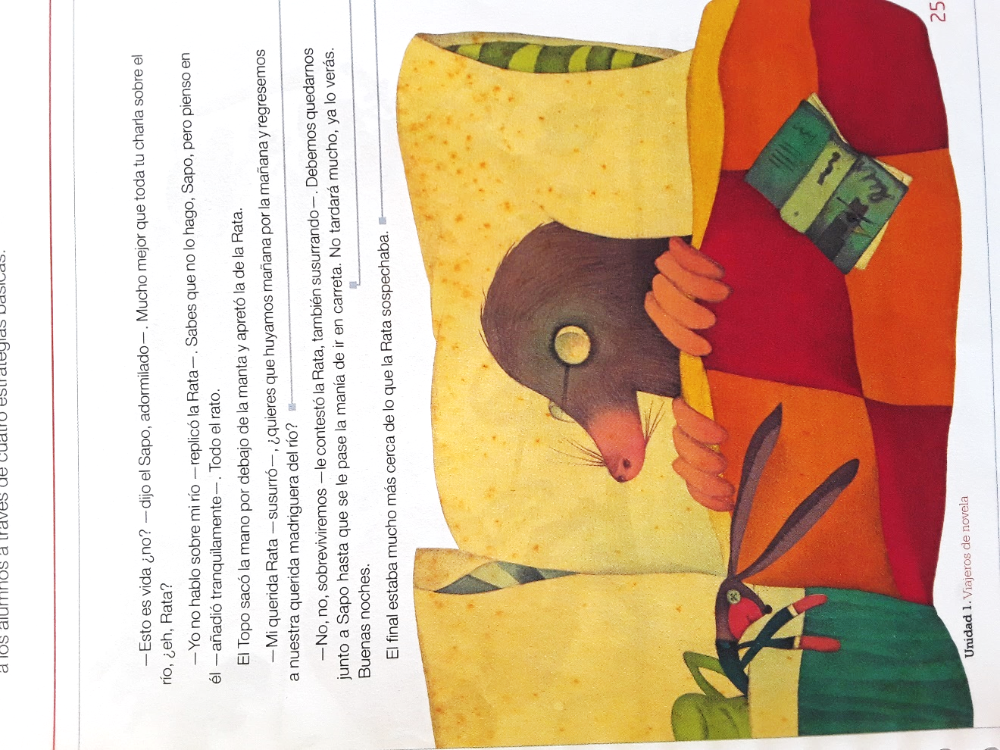 a los alumnos a través de cuatro estrategias básicas.
—Esto es vida ¿no? —dijo el Sapo, adormilado—. Mucho mejor que toda tu charla sobre el
río, ¿eh, Rata?
—Yo no hablo sobre mi río —replicó la Rata—. Sabes que no lo hago, Sapo, pero pienso en
él —añadió tranquilamente—. Todo el rato.
El Topo sacó la mano por debajo de la manta y apretó la de la Rata.
—Mi querida Rata —susurró—, ¿quieres que huyamos mañana por la mañana y regresemos
a nuestra querida madriguera del río?
—No, no, sobreviviremos —le contestó la Rata, también susurrando—. Debemos quedarnos
junto a Sapo hasta que se le pase la manía de ir en carreta. No tardará mucho, ya lo verás.
Buenas noches.
El final estaba mucho más cerca de lo que la Rata sospechaba.
Unidad 1. Viajeros de novela
25